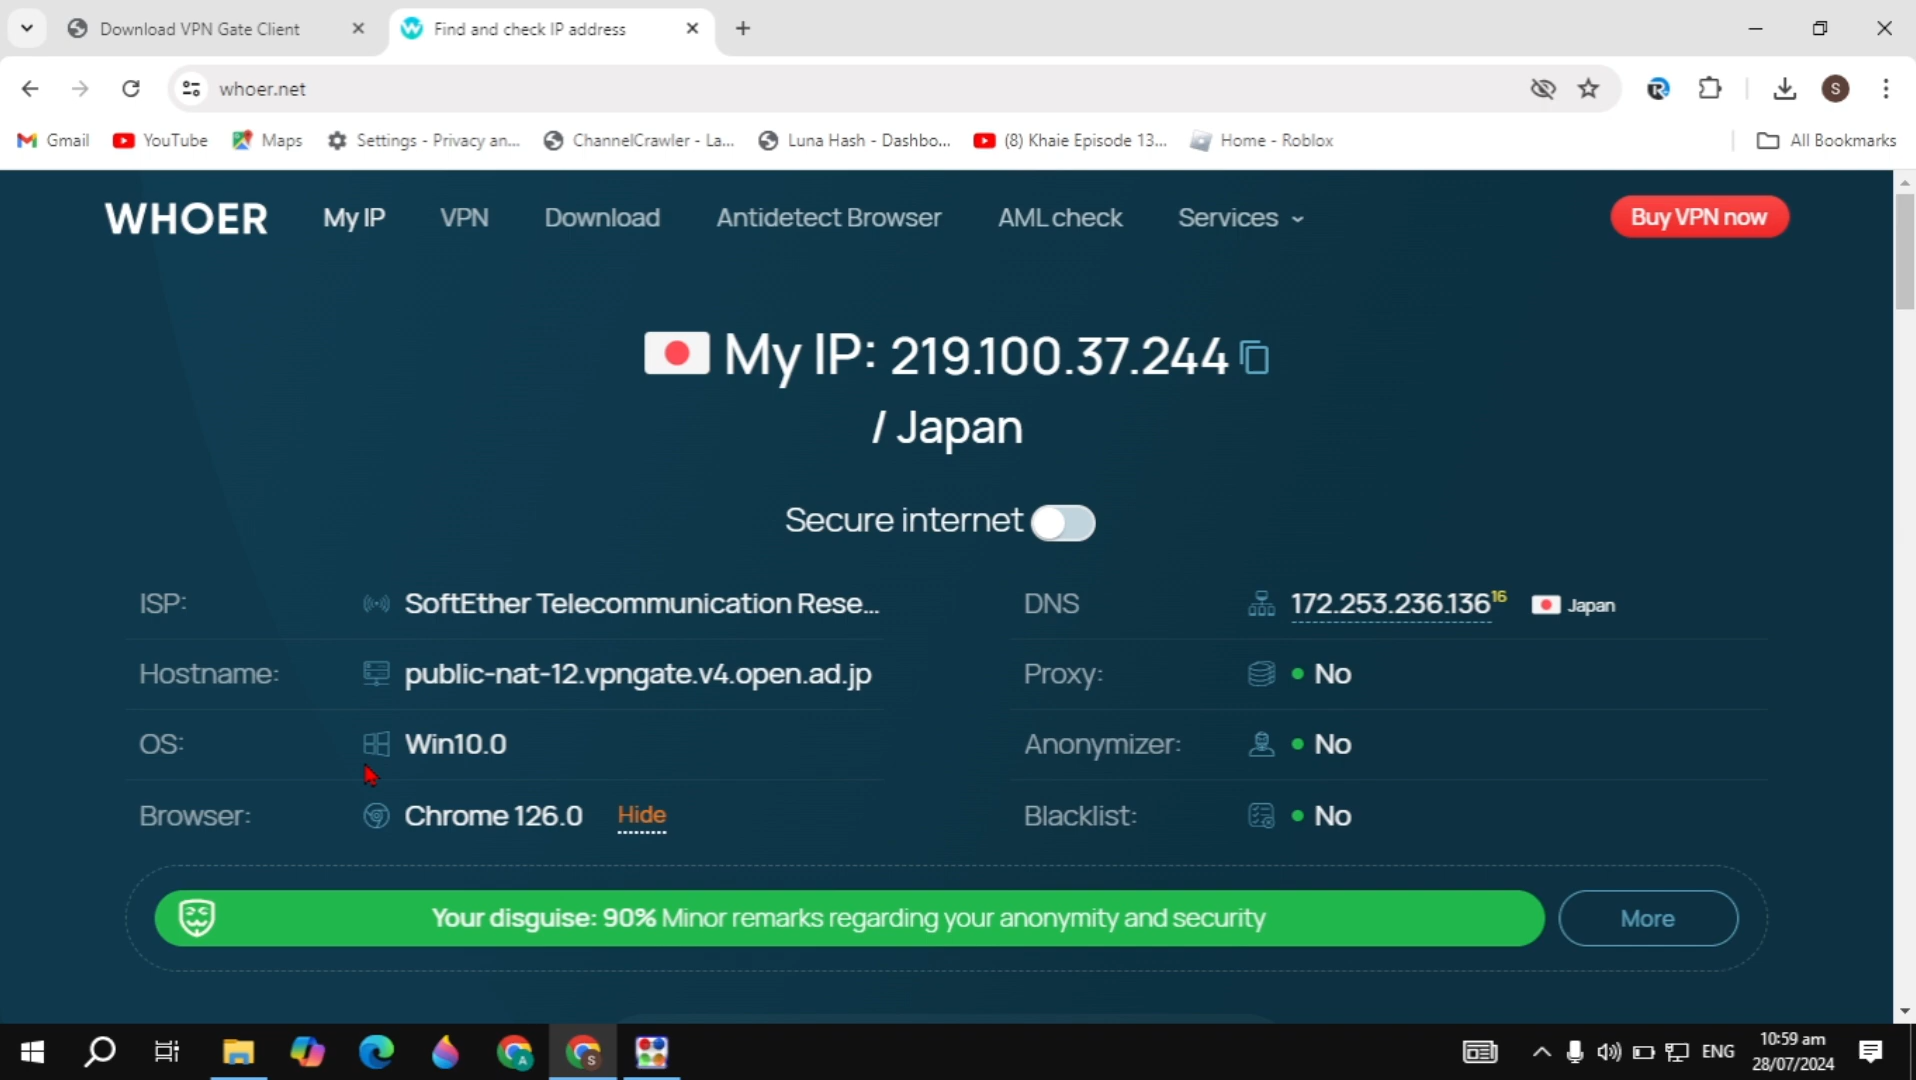 Download VPN Gate Client
Find and check IP address
whoer.net
S
Gmail
YouTube
Maps
Settings - Privacy an...
ChannelCrawler - La...
Luna Hash - Dashbo...
(8) Khaie Episode 13...
Home - Roblox
All Bookmarks
WHOER
My IP
VPN
Download
Antidetect Browser
AML check
Services
Buy VPN now
My IP: 219.100.37.244
/ Japan
Secure internet
ISP:
SoftEther Telecommunication Rese...
DNS
172.253.236.136 16
Japan
Hostname:
public-nat-12.vpngate.v4.open.ad.jp
Proxy:
No
OS:
Win10.0
Anonymizer:
No
Browser:
Chrome 126.0
Hide
Blacklist:
No
Your disguise: 90% Minor remarks regarding your anonymity and security
More
A
S
ENG
10:59 am
28/07/2024